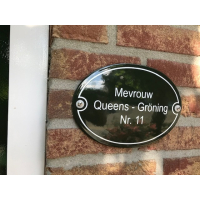 Mevrouw
Queens - Gröning
Nr. 11